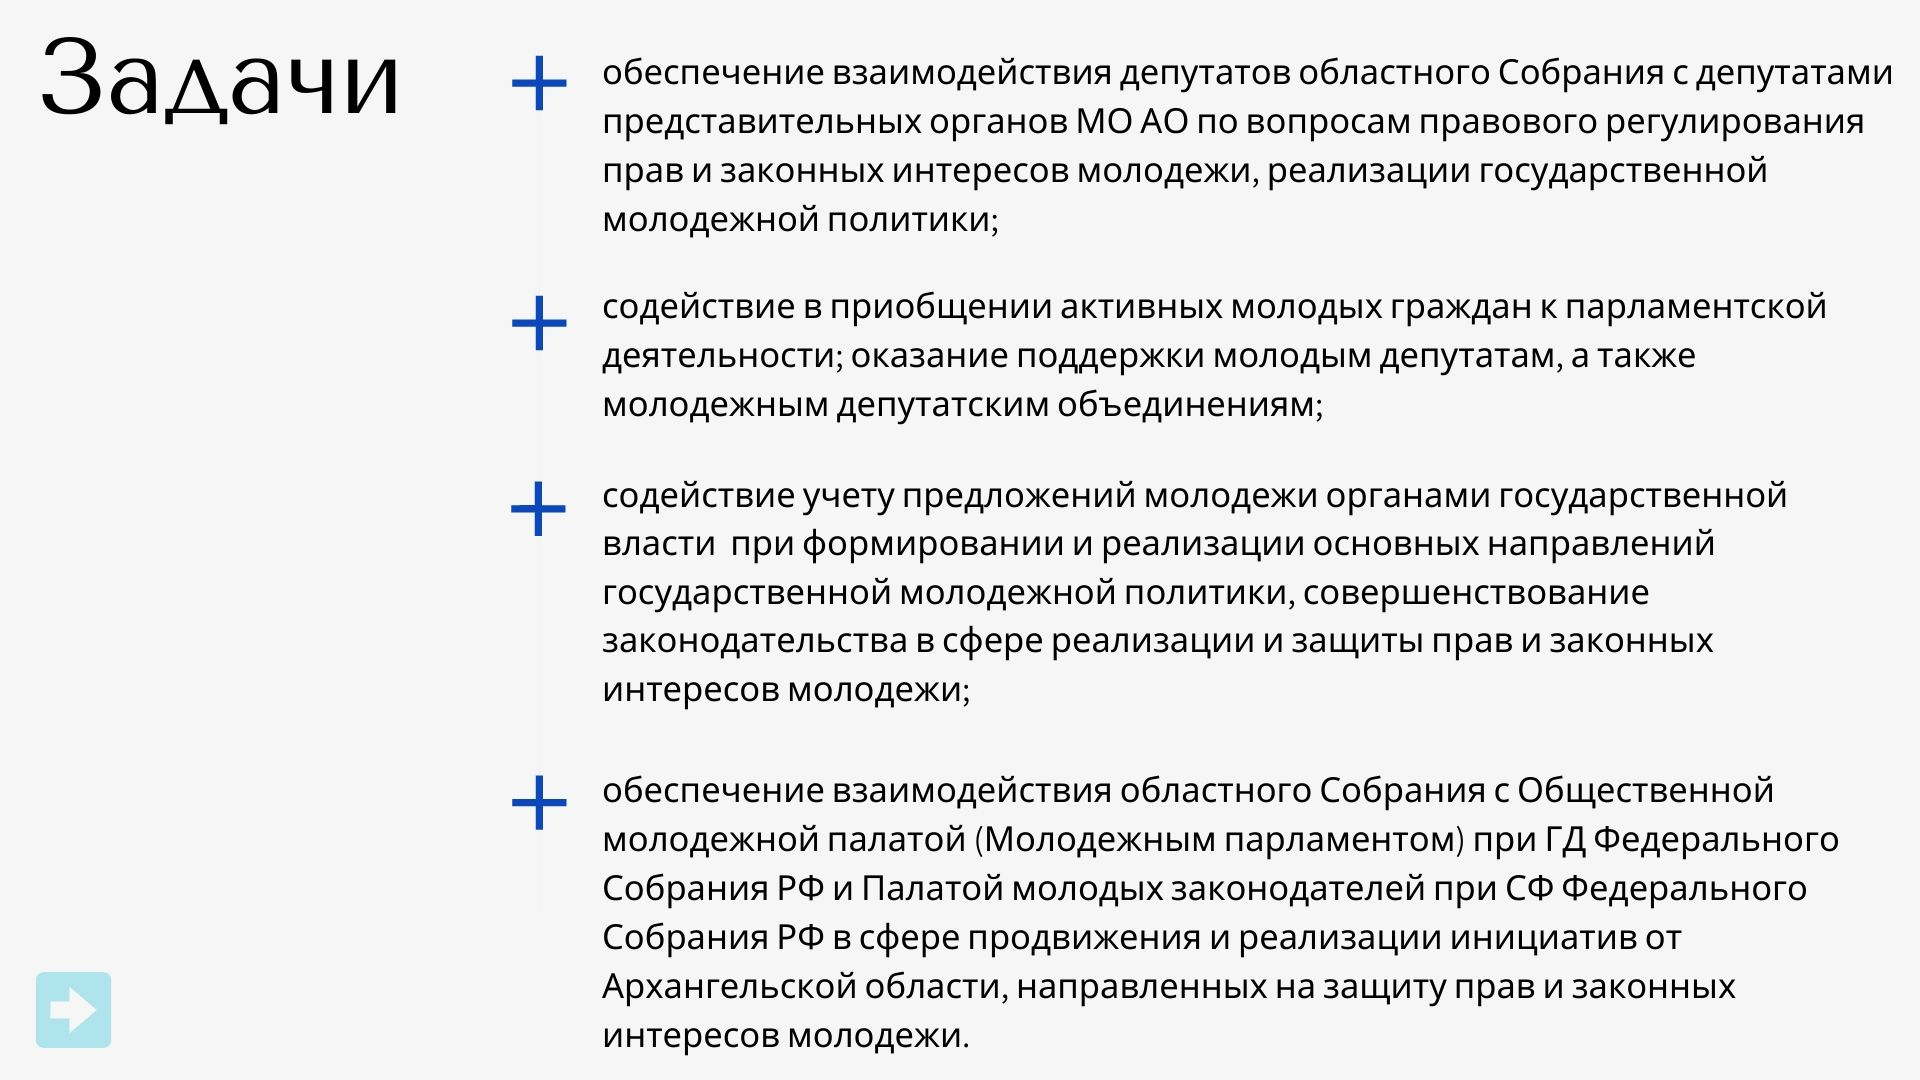 Задачи
обеспечение взаимодействия депутатов областного Собрания с депутатами
представительных органов МО АО по вопросам правового регулирования
прав и законных интересов молодежи, реализации государственной
молодежной политики;
содействие в приобщении активных молодых граждан к парламентской
деятельности; оказание поддержки молодым депутатам, а также
молодежным депутатским объединениям;
содействие учету предложений молодежи органами государственной
власти  при формировании и реализации основных направлений
государственной молодежной политики, совершенствование
законодательства в сфере реализации и защиты прав и законных
интересов молодежи;
обеспечение взаимодействия областного Собрания с Общественной
молодежной палатой (Молодежным парламентом) при ГД Федерального
Собрания РФ и Палатой молодых законодателей при СФ Федерального
Собрания РФ в сфере продвижения и реализации инициатив от
Архангельской области, направленных на защиту прав и законных
интересов молодежи.